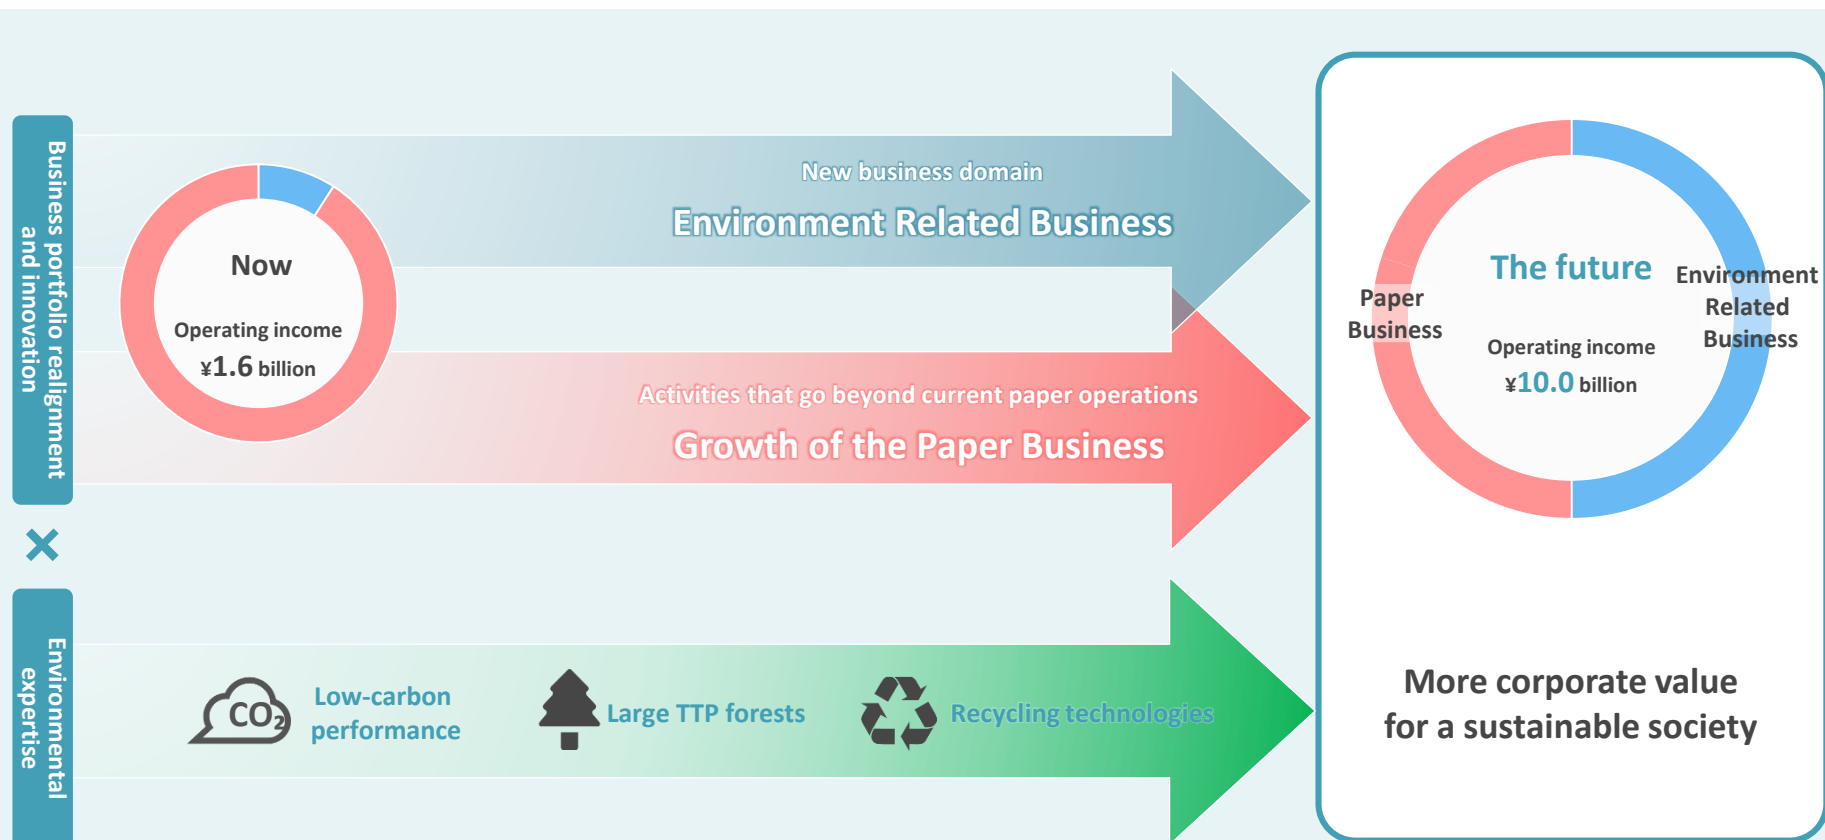 Business portfolio realignment
and innovation
Now
Operating income
¥1.6 billion
New business domain
Environment Related Business
Activities that go beyond current paper operations
Growth of the Paper Business
Environmental
expertise
CO₂
Low-carbon
performance
Large TTP forests
Recycling technologies
The future
Operating income
¥10.0 billion
Paper
Business
Environment
Related
Business
More corporate value
for a sustainable society